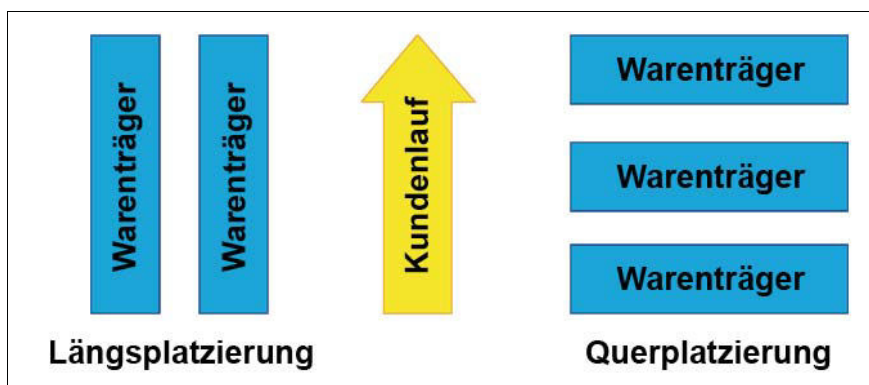 Warenträger
Warenträger
Längsplatzierung
Kundenlauf
Warenträger
Warenträger
Warenträger
Querplatzierung